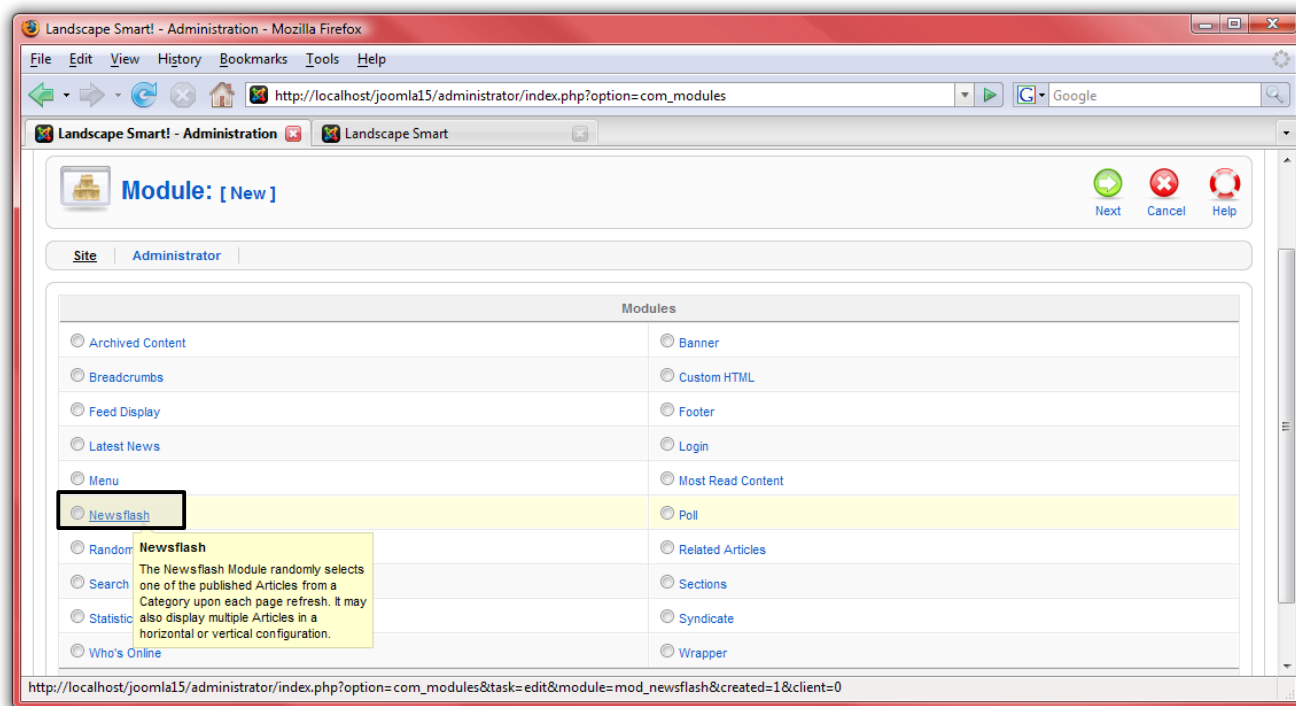 Landscape Smart! - Administration - Mozilla Firefox
File Edit View History Bookmarks Tools Help
http://localhost/joomla15/administrator/index.php?option=com_modules
G Google
Landscape Smart! - Administration
Landscape Smart
Module: [ New ]
Next Cancel Help
Site Administrator
Modules
Archived Content Banner
Breadcrumbs Custom HTML
Feed Display Footer
Latest News Login
Menu Most Read Content
Newsflash Poll
Random Related Articles
Search Sections
Statistic Syndicate
Who's Online Wrapper
Newsflash
The Newsflash Module randomly selects
one of the published Articles from a
Category upon each page refresh. It may
also display multiple Articles in a
horizontal or vertical configuration.
http://localhost/joomla15/administrator/index.php?option=com_modules&task=edit&module=mod_newsflash&created=1&client=0